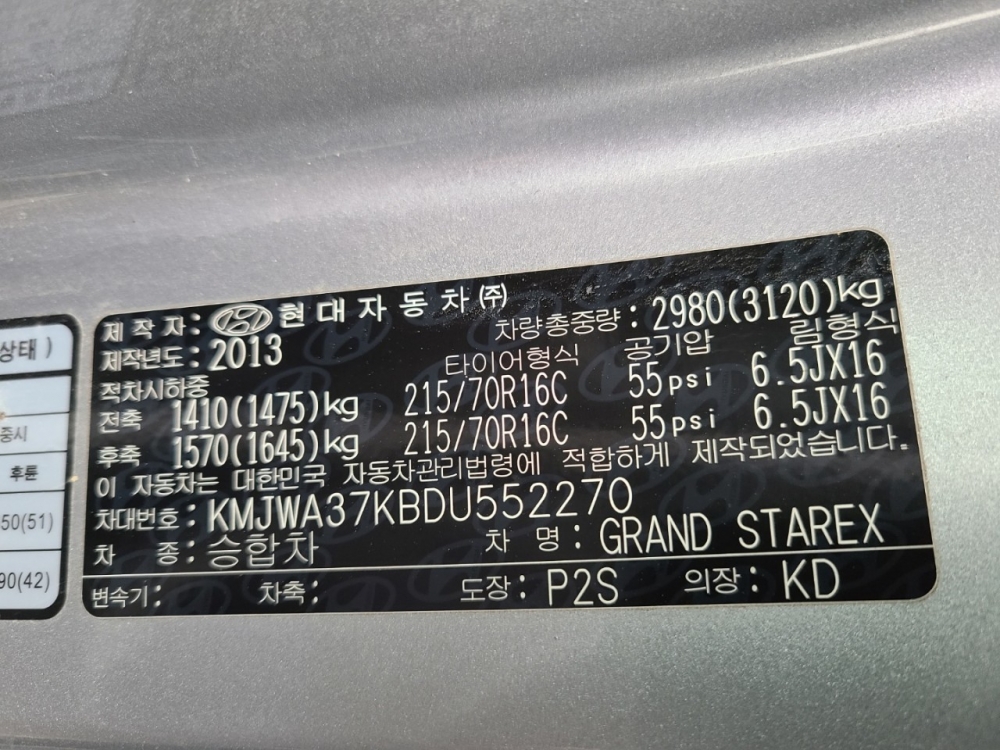 상태 )
중시
후륜
50(51)
90(42)
제 작 자 : 현 대 자 동 차 ㈜
차량총중량 : 2980(3120)kg
제작년도 : 2013
타이어형식 공기압 림형식
적차시하중
전축 1410(1475)kg 215/70R16C 55psi 6.5JX16
후축 1570(1645)kg 215/70R16C 55psi 6.5JX16
이 자동차는 대한민국 자동차관리법령에 적합하게 제작되었습니다.
차대번호 : KMJWA37KBDU552270
차 종 : 승합차 차 명 : GRAND STAREX
변속기 : 차축 : 도장 : P2S 의장 : KD